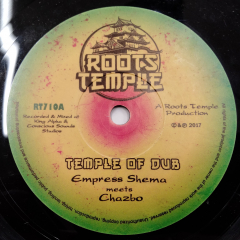 ROOTS
TEMPLE
RT710A
Recorded & Mixed at
King Alpha &
Conscious Sounds
Studios
A Roots Temple
Production
©&℗ 2017
TEMPLE OF DUB
Empress Shema
meets
Chazbo